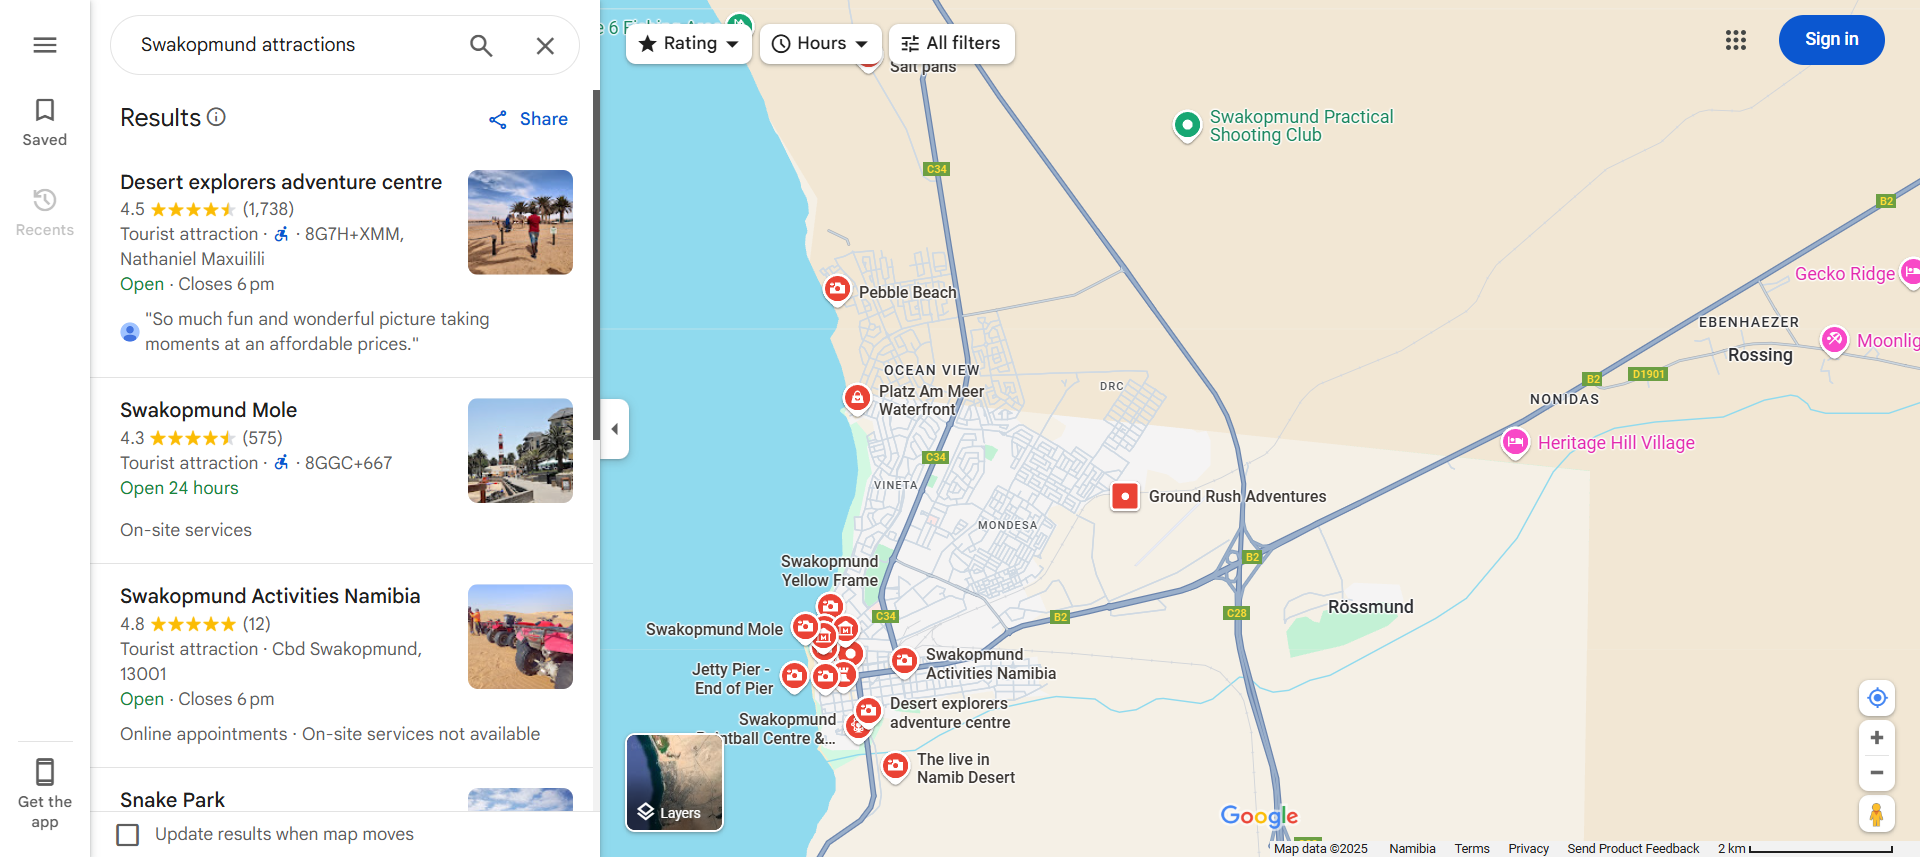 Swakopmund attractions
Saved
Recents
Get the
app
Results
Share
Desert explorers adventure centre
4.5 (1,738)
Tourist attraction · · 8G7H+XMM,
Nathaniel Maxuilili
Open · Closes 6 pm
"So much fun and wonderful picture taking
moments at an affordable prices."
Swakopmund Mole
4.3 (575)
Tourist attraction · · 8GGC+667
Open 24 hours
On-site services
Swakopmund Activities Namibia
4.8 (12)
Tourist attraction · Cbd Swakopmund,
13001
Open · Closes 6 pm
Online appointments · On-site services not available
Snake Park
Update results when map moves
Rating
Hours
All filters
Sign in
Salt pans
Swakopmund Practical
Shooting Club
C34
B2
Gecko Ridge
Pebble Beach
EBENHAEZER
Rossing
Moonlig
OCEAN VIEW
Platz Am Meer
Waterfront
DRC
B2
D1901
NONIDAS
Heritage Hill Village
C34
VINETA
Ground Rush Adventures
MONDESA
Swakopmund
Yellow Frame
B2
C34
B2
C28
Rössmund
Swakopmund Mole
Swakopmund
Activities Namibia
Jetty Pier -
End of Pier
Desert explorers
adventure centre
Swakopmund
The live in
Namib Desert
Layers
Google
Map data ©2025
Namibia
Terms
Privacy
Send Product Feedback
2 km